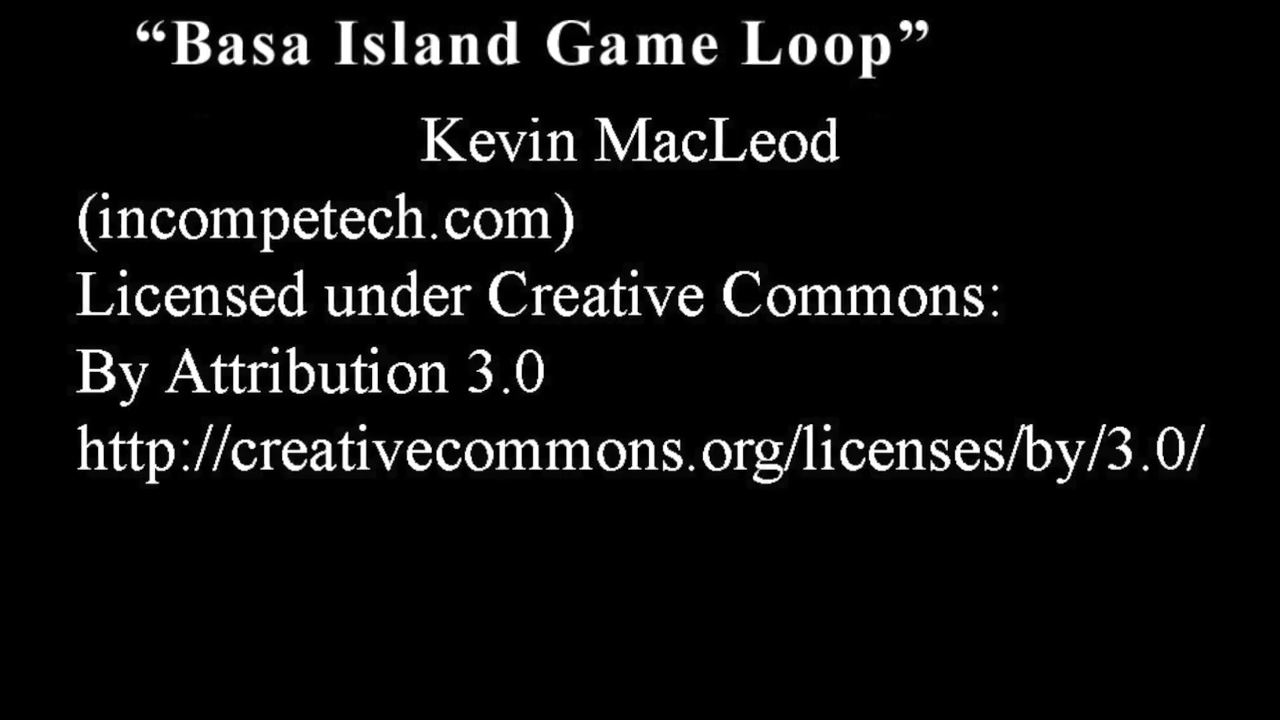 “Basa Island Game Loop”
Kevin MacLeod
(incompetech.com)
Licensed under Creative Commons:
By Attribution 3.0
http://creativecommons.org/licenses/by/3.0/